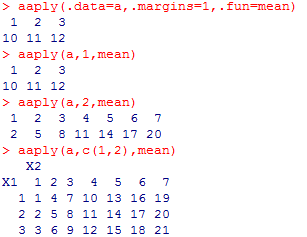 > aaply(.data=a,.margins=1,.fun=mean)
 1  2  3
10 11 12
> aaply(a,1,mean)
 1  2  3
10 11 12
> aaply(a,2,mean)
 1  2  3  4  5  6  7
 2  5  8 11 14 17 20
> aaply(a,c(1,2),mean)
   X2
X1  1 2 3  4  5  6  7
  1 1 4 7 10 13 16 19
  2 2 5 8 11 14 17 20
  3 3 6 9 12 15 18 21